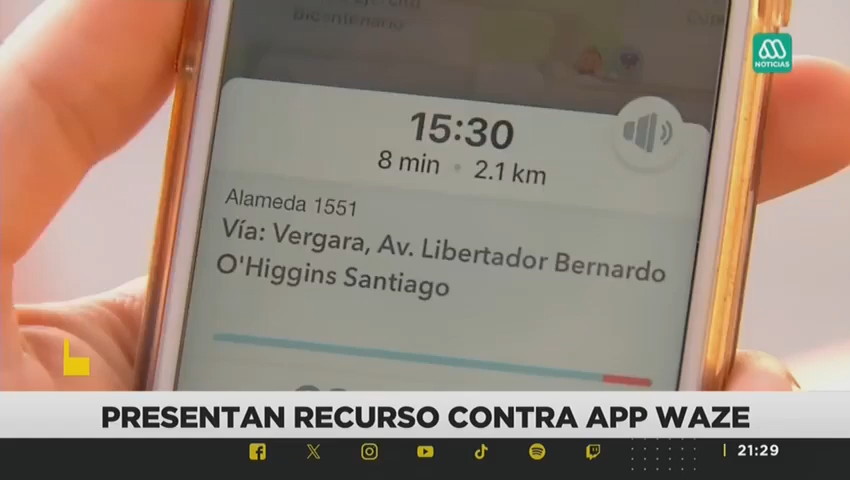 Bicentenario
NOTICIAS
15:30
8 min • 2.1 km
Alameda 1551
Vía: Vergara, Av. Libertador Bernardo
O'Higgins Santiago
PRESENTAN RECURSO CONTRA APP WAZE
21:29